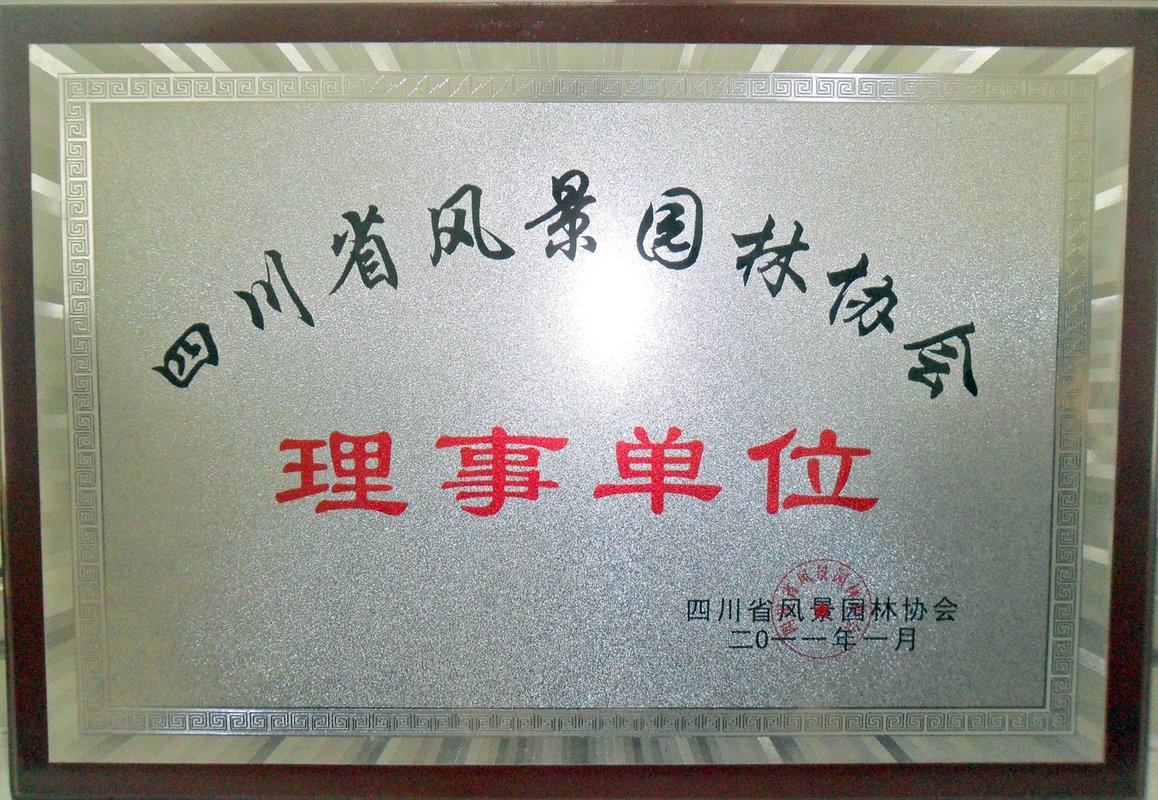 四川省风景园林协会
理事单位
四川省风景园林协会
二0一一年一月